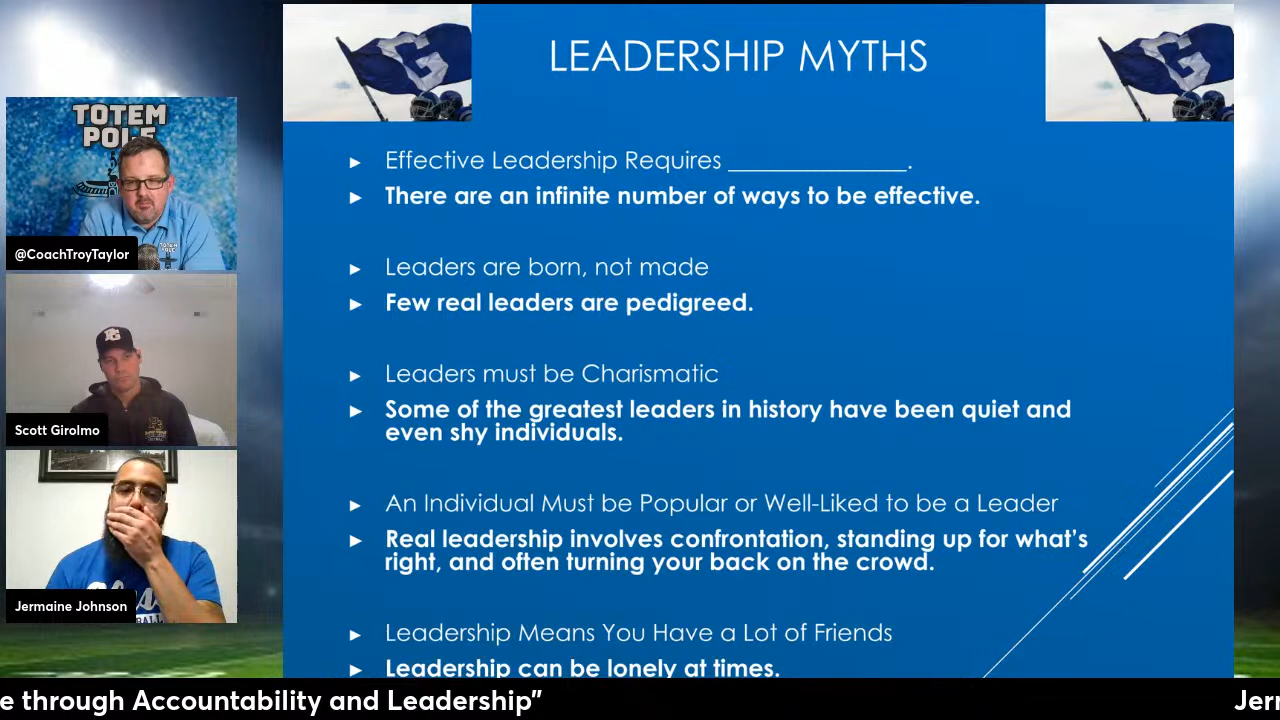 LEADERSHIP MYTHS
► Effective Leadership Requires _______________.
► There are an infinite number of ways to be effective.
► Leaders are born, not made
► Few real leaders are pedigreed.
► Leaders must be Charismatic
► Some of the greatest leaders in history have been quiet and
even shy individuals.
► An Individual Must be Popular or Well-Liked to be a Leader
► Real leadership involves confrontation, standing up for what’s
right, and often turning your back on the crowd.
► Leadership Means You Have a Lot of Friends
► Leadership can be lonely at times.
TOTEM
POLE
@CoachTroyTaylor
Scott Girolmo
Jermaine Johnson
e through Accountability and Leadership”
Jerr